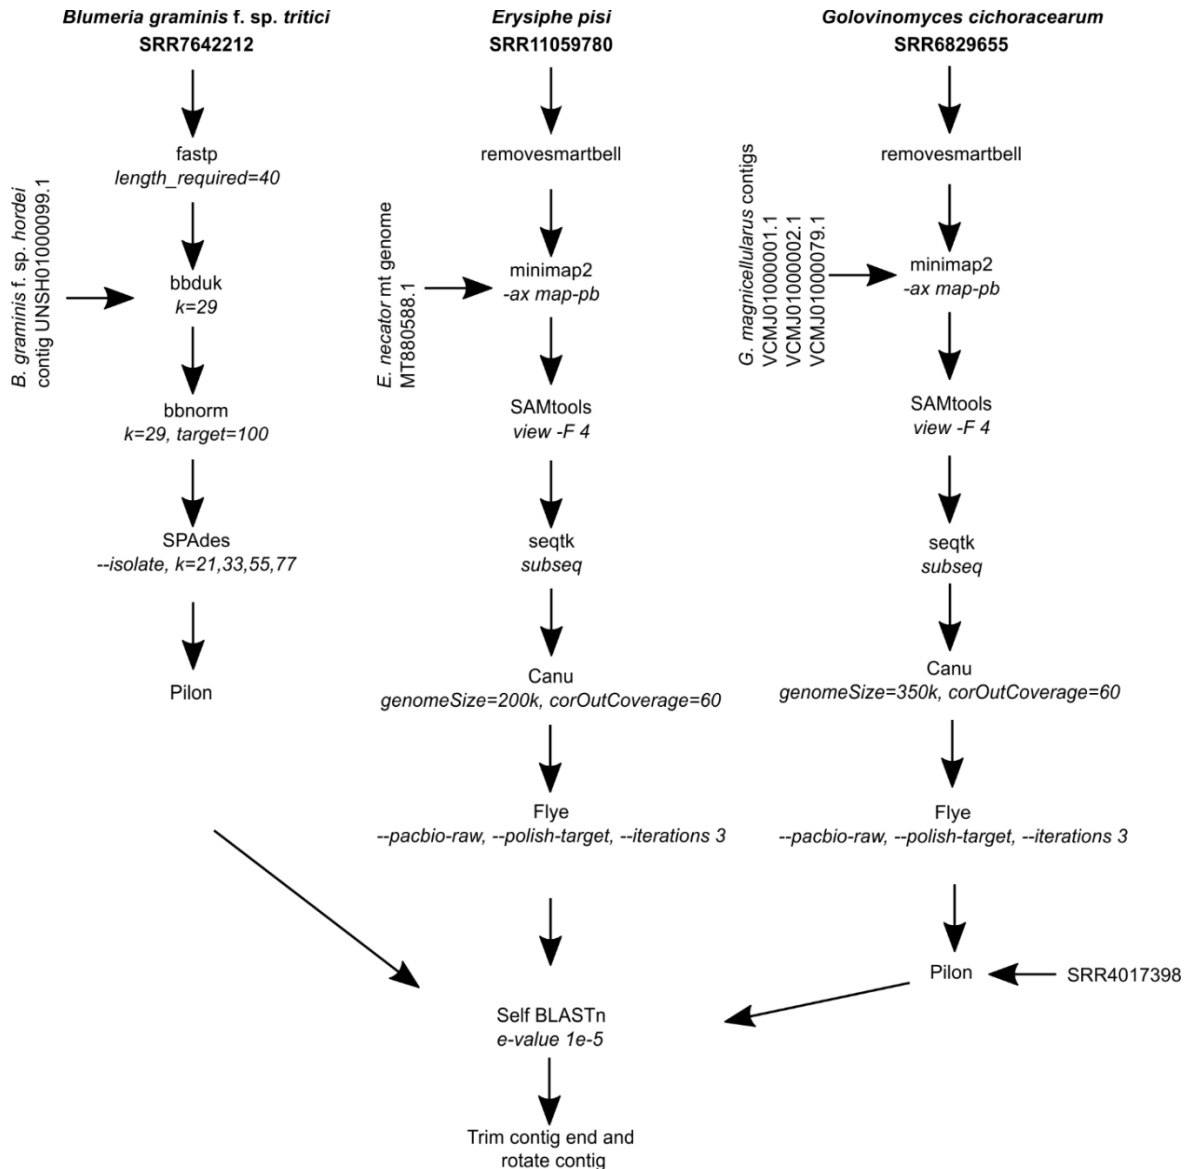 Blumeria graminis f. sp. tritici
SRR7642212
fastp
length_required=40
B. graminis f. sp. hordei
contig UNSH01000099.1
bbduk
k=29
bbnorm
k=29, target=100
SPAdes
--isolate, k=21,33,55,77
Pilon
Erysiphe pisi
SRR11059780
removesmartbell
E. necator mt genome
MT880588.1
minimap2
-ax map-pb
SAMtools
view -F 4
seqtk
subseq
Canu
genomeSize=200k, corOutCoverage=60
Flye
--pacbio-raw, --polish-target, --iterations 3
Golovinomyces cichoracearum
SRR6829655
removesmartbell
G. magnicellularus contigs
VCMJ01000001.1
VCMJ01000002.1
VCMJ01000079.1
minimap2
-ax map-pb
SAMtools
view -F 4
seqtk
subseq
Canu
genomeSize=350k, corOutCoverage=60
Flye
--pacbio-raw, --polish-target, --iterations 3
Pilon
SRR4017398
Self BLASTn
e-value 1e-5
Trim contig end and
rotate contig